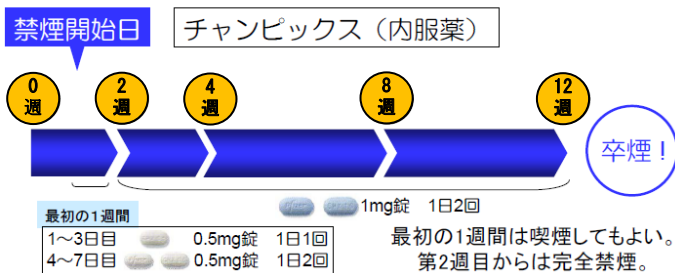 禁煙開始日
チャンピックス（内服薬）
0
週
2
週
4
週
8
週
12
週
卒煙！
1mg錠 1日2回
最初の1週間
1～3日目 0.5mg錠 1日1回
4～7日目 0.5mg錠 1日2回
最初の1週間は喫煙してもよい。
第2週目からは完全禁煙。